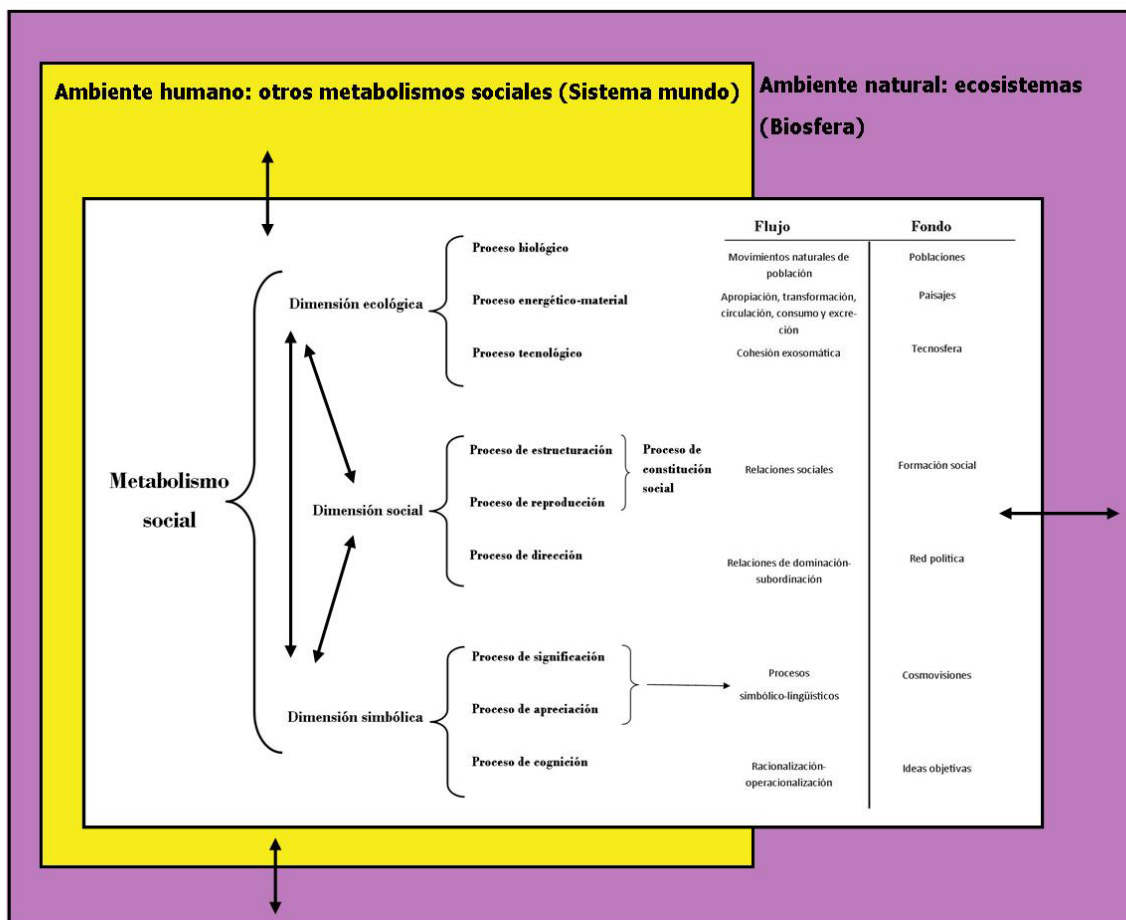 Ambiente humano: otros metabolismos sociales (Sistema mundo)
Ambiente natural: ecosistemas
(Biosfera)
Flujo
Fondo
Metabolismo
social
Dimensión ecológica
Proceso biológico
Movimientos naturales de
población
Poblaciones
Proceso energético-material
Apropiación, transformación,
circulación, consumo y excre-
ción
Paisajes
Proceso tecnológico
Cohesión exosomática
Tecnosfera
Dimensión social
Proceso de estructuración
Proceso de reproducción
Proceso de
constitución
social
Relaciones sociales
Formación social
Proceso de dirección
Relaciones de dominación-
subordinación
Red política
Dimensión simbólica
Proceso de significación
Proceso de apreciación
Procesos
simbólico-lingüísticos
Cosmovisiones
Proceso de cognición
Racionalización-
operacionalización
Ideas objetivas